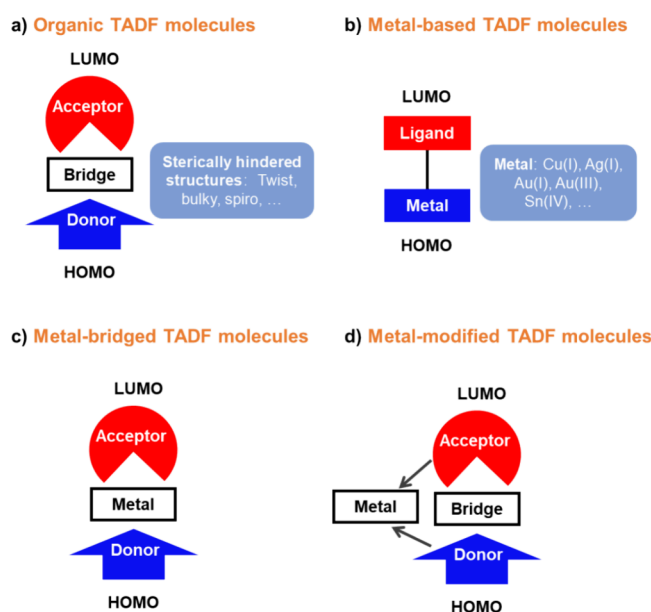 a) Organic TADF molecules
LUMO
Acceptor
Bridge
Donor
HOMO
Sterically hindered
structures: Twist,
bulky, spiro, ...
b) Metal-based TADF molecules
LUMO
Ligand
Metal
HOMO
Metal: Cu(I), Ag(I),
Au(I), Au(III),
Sn(IV), ...
c) Metal-bridged TADF molecules
LUMO
Acceptor
Metal
Donor
HOMO
d) Metal-modified TADF molecules
LUMO
Acceptor
Metal
Bridge
Donor
HOMO